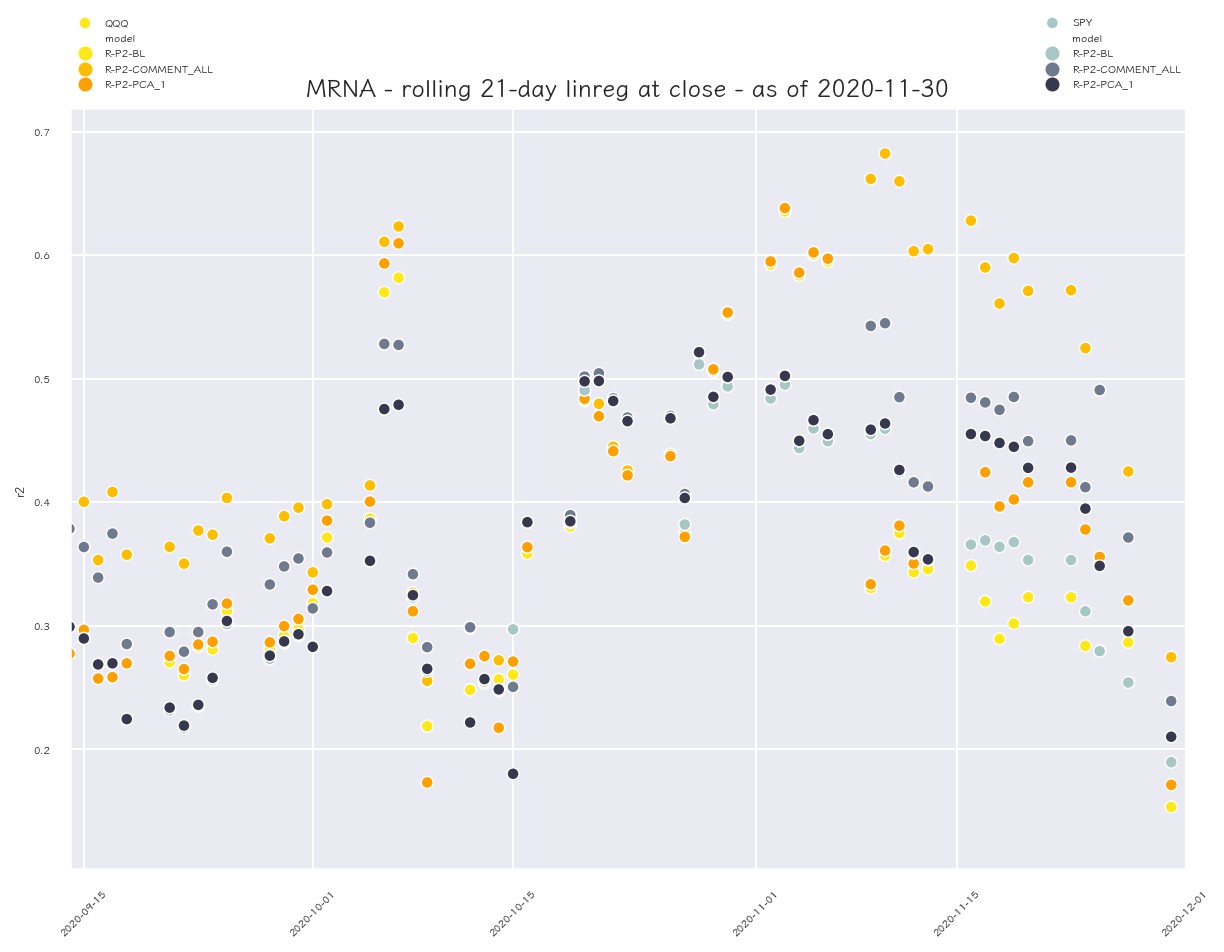 QQQ
model
R-P2-BL
R-P2-COMMENT_ALL
R-P2-PCA_1
SPY
model
R-P2-BL
R-P2-COMMENT_ALL
R-P2-PCA_1
MRNA - rolling 21-day linreg at close - as of 2020-11-30
0.7
0.6
0.5
0.4
0.3
0.2
r2
2020-09-15
2020-10-01
2020-10-15
2020-11-01
2020-11-15
2020-12-01